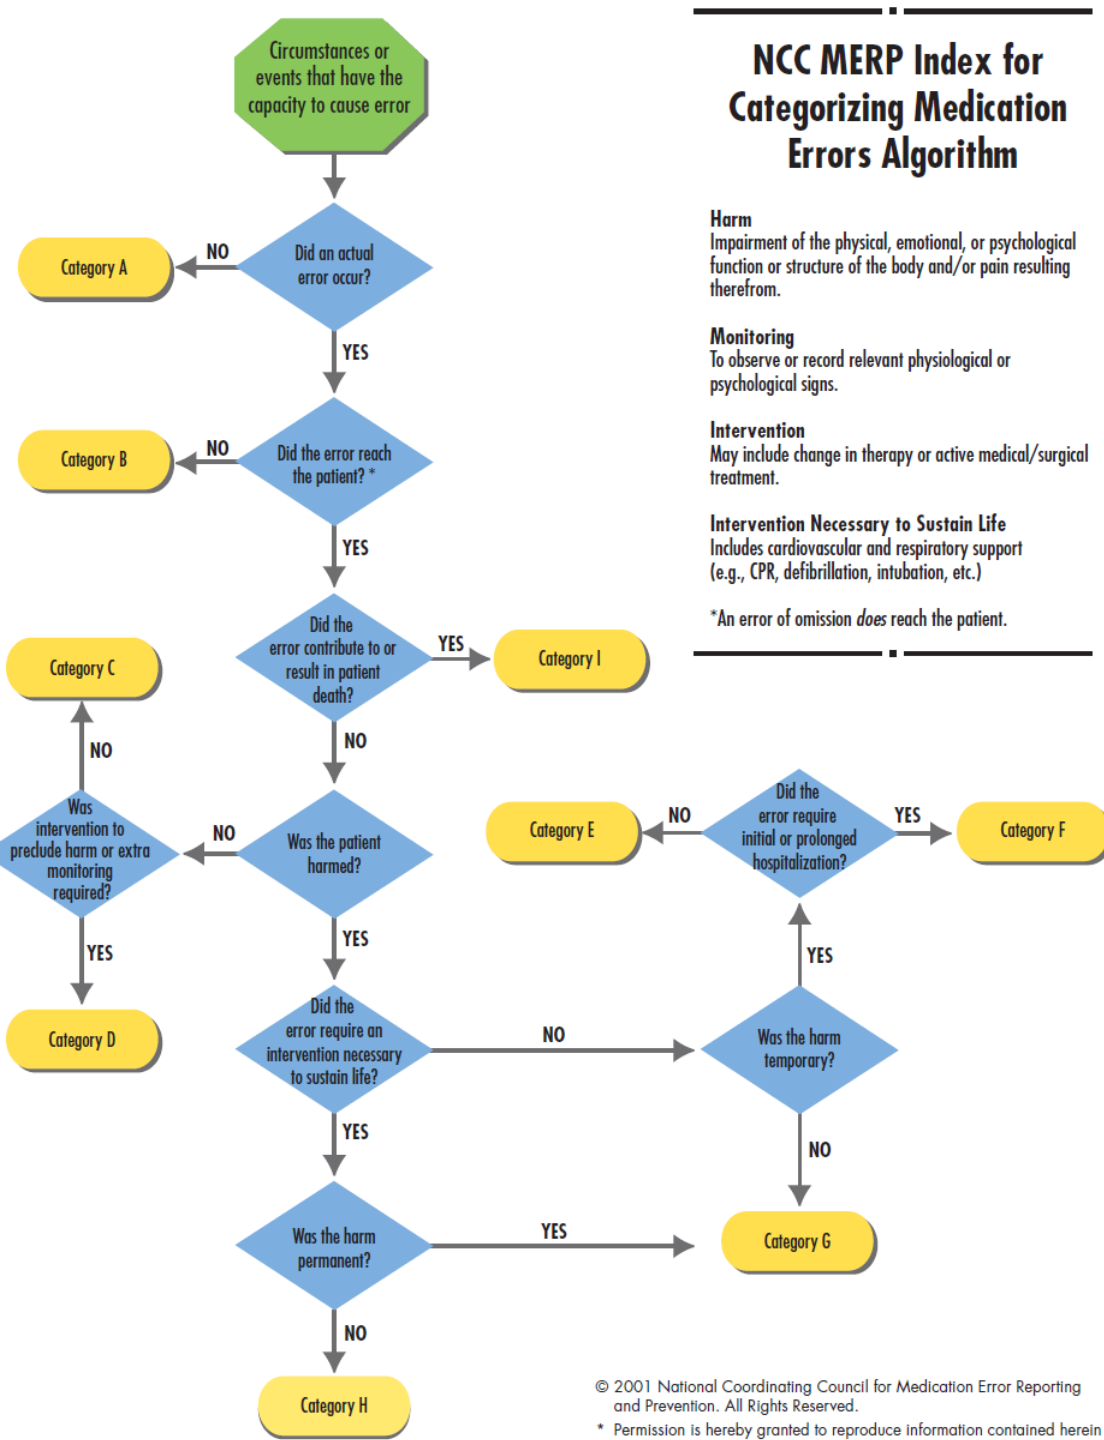 Circumstances or
events that have the
capacity to cause error
NCC MERP Index for
Categorizing Medication
Errors Algorithm
Harm
Impairment of the physical, emotional, or psychological
function or structure of the body and/or pain resulting
therefrom.
Monitoring
To observe or record relevant physiological or
psychological signs.
Intervention
May include change in therapy or active medical/surgical
treatment.
Intervention Necessary to Sustain Life
Includes cardiovascular and respiratory support
(e.g., CPR, defibrillation, intubation, etc.)
*An error of omission does reach the patient.
Did an actual
error occur?
NO
Category A
YES
Did the error reach
the patient? *
NO
Category B
YES
Did the
error contribute to or
result in patient
death?
YES
Category I
NO
Was the patient
harmed?
NO
Was
intervention to
preclude harm or extra
monitoring
required?
NO
Category C
YES
Category D
YES
Did the
error require an
intervention necessary
to sustain life?
NO
Was the harm
temporary?
YES
Did the
error require
initial or prolonged
hospitalization?
NO
Category E
YES
Category F
NO
Category G
YES
Was the harm
permanent?
YES
NO
Category H
© 2001 National Coordinating Council for Medication Error Reporting
and Prevention. All Rights Reserved.
* Permission is hereby granted to reproduce information contained herein